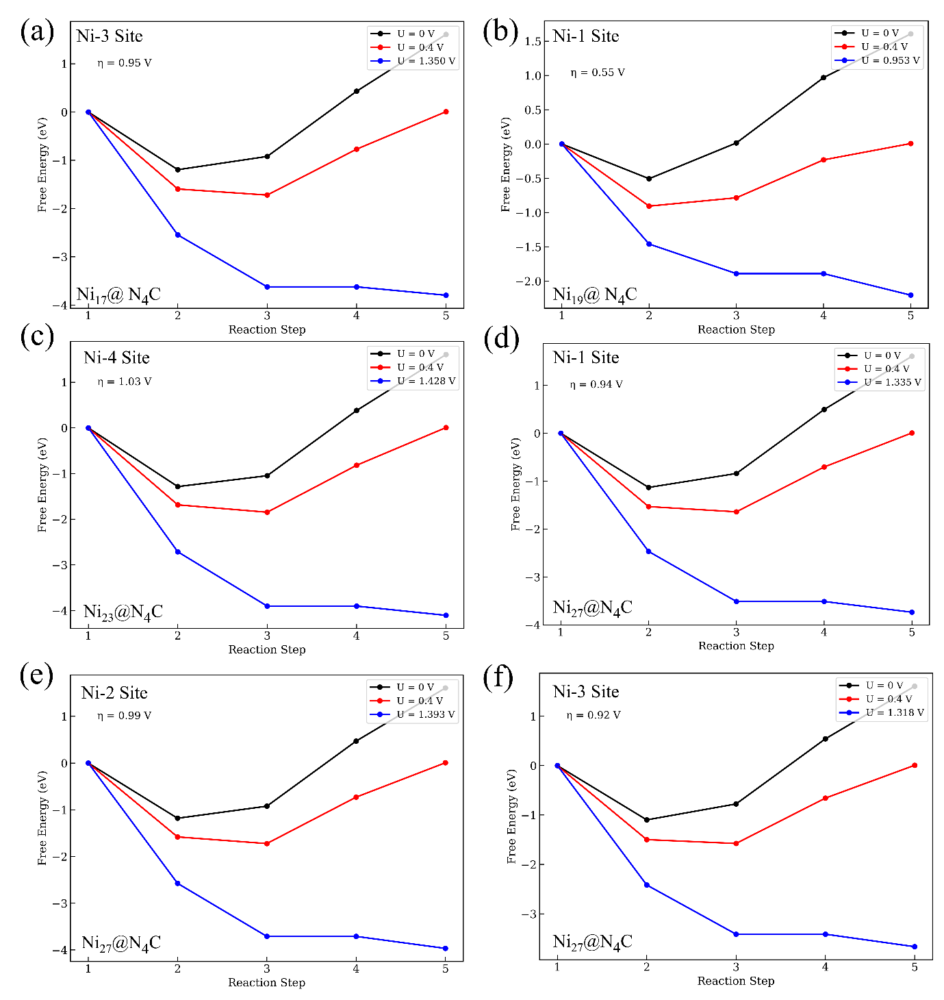 (a)
Ni-3 Site
η = 0.95 V
U = 0 V
U = 0.4 V
U = 1.350 V
1
0
−1
−2
−3
−4
Free Energy (eV)
Ni17@ N4C
1 2 3 4 5
Reaction Step
(b)
Ni-1 Site
η = 0.55 V
U = 0 V
U = 0.4 V
U = 0.953 V
1.5
1.0
0.5
0.0
−0.5
−1.0
−1.5
−2.0
Free Energy (eV)
Ni19@ N4C
1 2 3 4 5
Reaction Step
(c)
Ni-4 Site
η = 1.03 V
U = 0 V
U = 0.4 V
U = 1.428 V
1
0
−1
−2
−3
−4
Free Energy (eV)
Ni23@N4C
1 2 3 4 5
Reaction Step
(d)
Ni-1 Site
η = 0.94 V
U = 0 V
U = 0.4 V
U = 1.335 V
1
0
−1
−2
−3
−4
Free Energy (eV)
Ni27@N4C
1 2 3 4 5
Reaction Step
(e)
Ni-2 Site
η = 0.99 V
U = 0 V
U = 0.4 V
U = 1.393 V
1
0
−1
−2
−3
−4
Free Energy (eV)
Ni27@N4C
1 2 3 4 5
Reaction Step
(f)
Ni-3 Site
η = 0.92 V
U = 0 V
U = 0.4 V
U = 1.318 V
1
0
−1
−2
−3
Free Energy (eV)
Ni27@N4C
1 2 3 4 5
Reaction Step